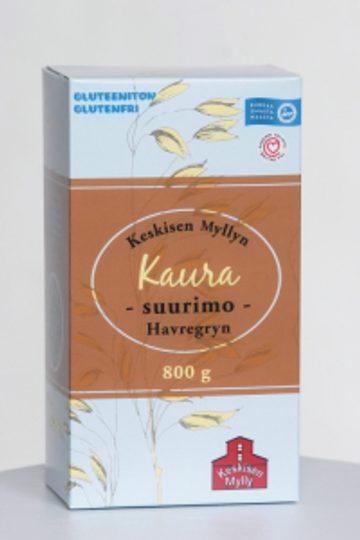 GLUTEENITON
GLUTENFRI
Keskisen Myllyn
Kaura
- suurimo -
Havregryn
800 g
Keskisen
Mylly